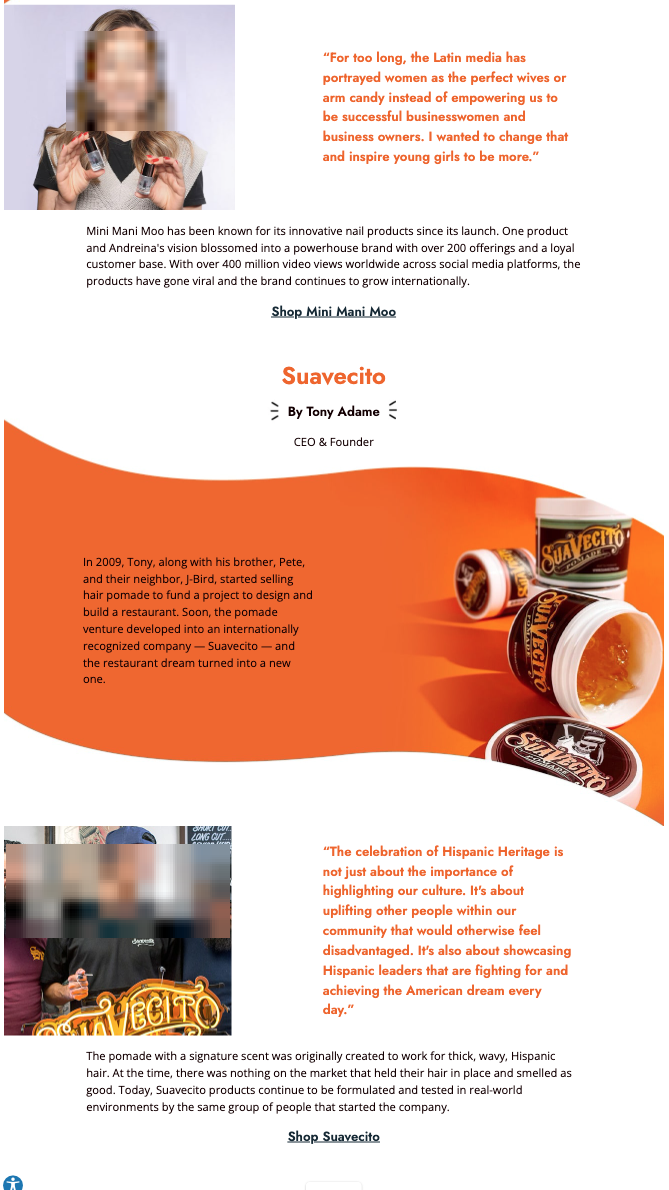 “For too long, the Latin media has
portrayed women as the perfect wives or
arm candy instead of empowering us to
be successful businesswomen and
business owners. I wanted to change that
and inspire young girls to be more.”
Mini Mani Moo has been known for its innovative nail products since its launch. One product
and Andreina's vision blossomed into a powerhouse brand with over 200 offerings and a loyal
customer base. With over 400 million video views worldwide across social media platforms, the
products have gone viral and the brand continues to grow internationally.
Shop Mini Mani Moo
Suavecito
By Tony Adame
CEO & Founder
In 2009, Tony, along with his brother, Pete,
and their neighbor, J-Bird, started selling
hair pomade to fund a project to design and
build a restaurant. Soon, the pomade
venture developed into an internationally
recognized company — Suavecito — and
the restaurant dream turned into a new
one.
SUAVECITO
POMADE
SUAVECITO
SUAVECITO
POMADE
SUAVECITO
POMADE
SHORT CUT...
LONG CUT...
Suavecito
SUAVECITO
“The celebration of Hispanic Heritage is
not just about the importance of
highlighting our culture. It's about
uplifting other people within our
community that would otherwise feel
disadvantaged. It's also about showcasing
Hispanic leaders that are fighting for and
achieving the American dream every
day.”
The pomade with a signature scent was originally created to work for thick, wavy, Hispanic
hair. At the time, there was nothing on the market that held their hair in place and smelled as
good. Today, Suavecito products continue to be formulated and tested in real-world
environments by the same group of people that started the company.
Shop Suavecito